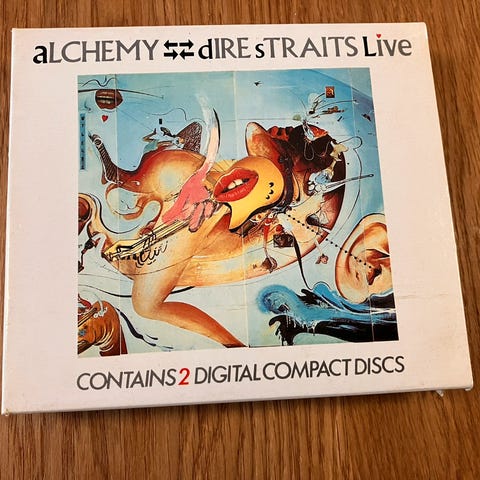 aLCHEMY dIRE sTRAITS Live
CONTAINS 2 DIGITAL COMPACT DISCS